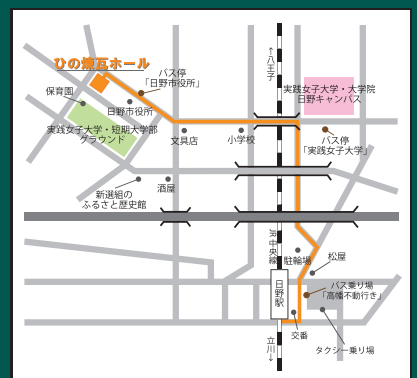 ひの煉瓦ホール
バス停
「日野市役所」
保育園
日野市役所
実践女子大学・短期大学部
グラウンド
←八王子
実践女子大学・大学院
日野キャンパス
文具店
小学校
バス停
「実践女子大学」
新選組の
ふるさと歴史館
酒屋
JR中央線
駐輪場
松屋
日野駅
バス乗り場
「高幡不動行き」
交番
タクシー乗り場
立川→